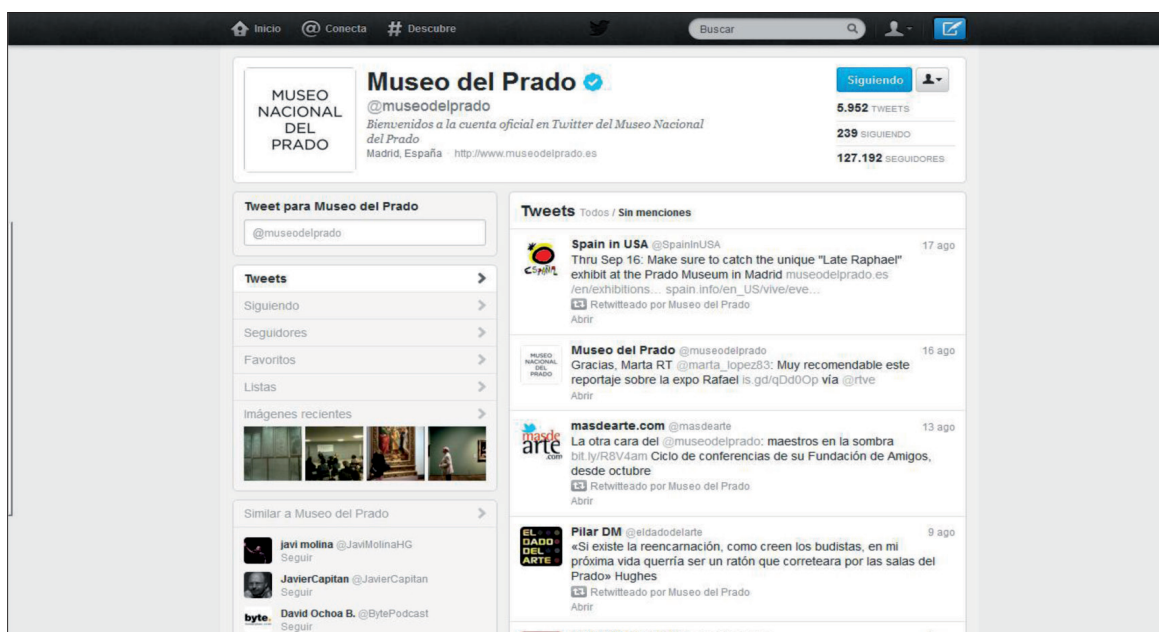 Inicio @ Conecta # Descubre Buscar
MUSEO
NACIONAL
DEL
PRADO
Museo del Prado
@museodelprado
Bienvenidos a la cuenta oficial en Twitter del Museo Nacional
del Prado
Madrid, España · http://www.museodelprado.es
Siguiendo
5.952 TWEETS
239 SIGUIENDO
127.192 SEGUIDORES
Tweet para Museo del Prado
@museodelprado
Tweets
Siguiendo
Seguidores
Favoritos
Listas
Imágenes recientes
Similar a Museo del Prado
javi molina @JaviMolinaHG
Seguir
JavierCapitan @JavierCapitan
Seguir
byte.
David Ochoa B. @BytePodcast
Seguir
Tweets Todos / Sin menciones
ESPAÑA
Spain in USA @SpainInUSA 17 ago
Thru Sep 16: Make sure to catch the unique "Late Raphael"
exhibit at the Prado Museum in Madrid museodelprado.es
/en/exhibitions… spain.info/en_US/vive/eve…
Retwitteado por Museo del Prado
Abrir
MUSEO
NACIONAL
DEL
PRADO
Museo del Prado @museodelprado 16 ago
Gracias, Marta RT @marta_lopez83: Muy recomendable este
reportaje sobre la expo Rafael is.gd/qDd0Op vía @rtve
Abrir
masde
arte
.com
masdearte.com @masdearte 13 ago
La otra cara del @museodelprado: maestros en la sombra
bit.ly/R8V4am Ciclo de conferencias de su Fundación de Amigos,
desde octubre
Retwitteado por Museo del Prado
Abrir
EL
DADO
DEL
ARTE
Pilar DM @eldadodelarte 9 ago
«Si existe la reencarnación, como creen los budistas, en mi
próxima vida querría ser un ratón que correteara por las salas del
Prado» Hughes
Retwitteado por Museo del Prado
Abrir